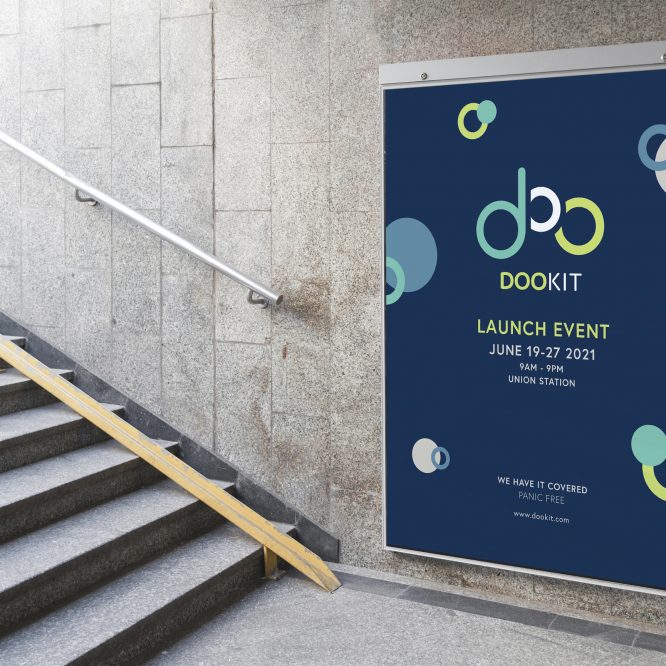 doo
DOOKIT
LAUNCH EVENT
JUNE 19-27 2021
9AM - 9PM
UNION STATION
WE HAVE IT COVERED
PANIC FREE
www.dookit.com